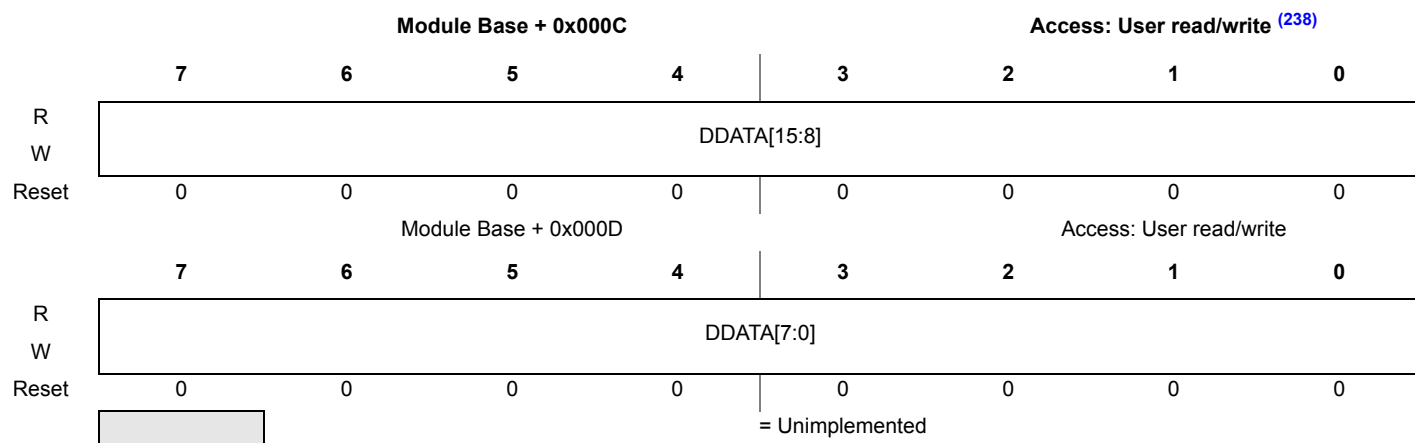 Module Base + 0x000C Access: User read/write (238)
7 6 5 4 3 2 1 0
R
DDATA[15:8]
W
Reset 0 0 0 0 0 0 0 0
Module Base + 0x000D Access: User read/write
7 6 5 4 3 2 1 0
R
DDATA[7:0]
W
Reset 0 0 0 0 0 0 0 0
= Unimplemented